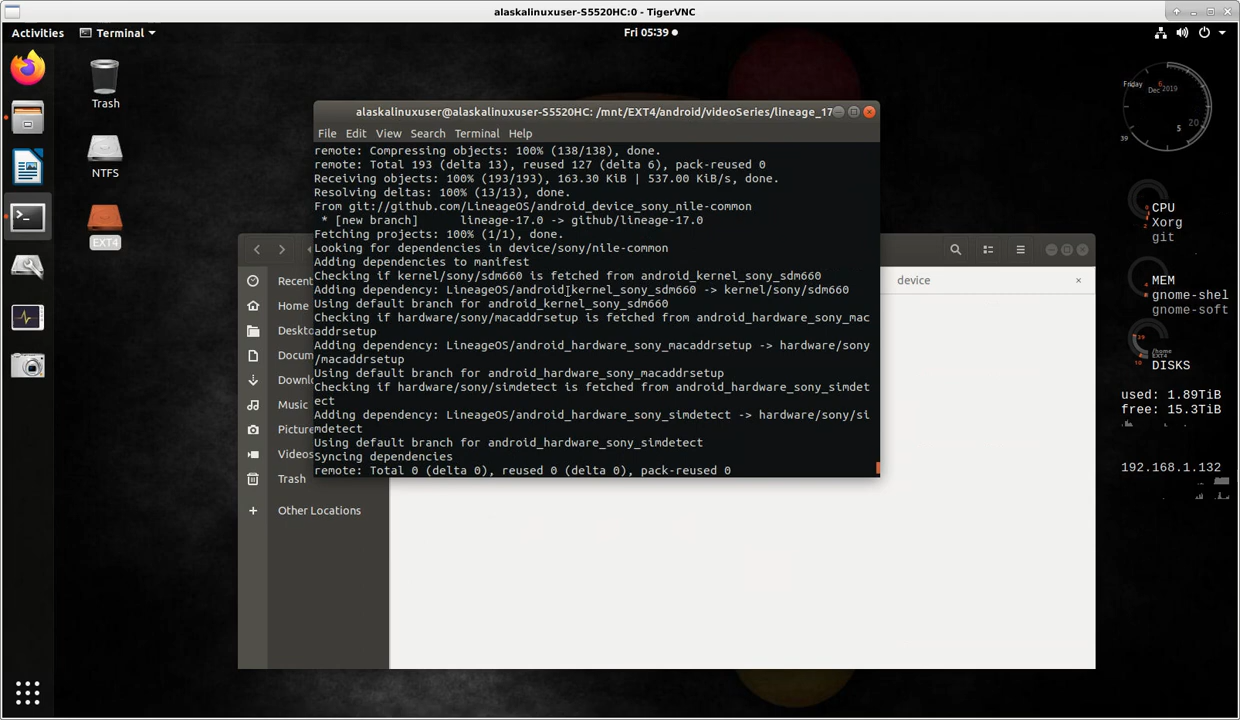 alaskalinuxuser-S5520HC:0 - TigerVNC
Activities
Terminal
Fri 05:39
Trash
NTFS
EXT4
alaskalinuxuser@alaskalinuxuser-S5520HC: /mnt/EXT4/android/videoSeries/lineage_17
File Edit View Search Terminal Help
remote: Compressing objects: 100% (138/138), done.
remote: Total 193 (delta 13), reused 127 (delta 6), pack-reused 0
Receiving objects: 100% (193/193), 163.30 KiB | 537.00 KiB/s, done.
Resolving deltas: 100% (13/13), done.
From git://github.com/LineageOS/android_device_sony_nile-common
* [new branch]      lineage-17.0 -> github/lineage-17.0
Fetching projects: 100% (1/1), done.
Looking for dependencies in device/sony/nile-common
Adding dependencies to manifest
Checking if kernel/sony/sdm660 is fetched from android_kernel_sony_sdm660
Adding dependency: LineageOS/android_kernel_sony_sdm660 -> kernel/sony/sdm660
Using default branch for android_kernel_sony_sdm660
Checking if hardware/sony/macaddrsetup is fetched from android_hardware_sony_mac
addrsetup
Adding dependency: LineageOS/android_hardware_sony_macaddrsetup -> hardware/sony
/macaddrsetup
Using default branch for android_hardware_sony_macaddrsetup
Checking if hardware/sony/simdetect is fetched from android_hardware_sony_simdet
ect
Adding dependency: LineageOS/android_hardware_sony_simdetect -> hardware/sony/si
mdetect
Using default branch for android_hardware_sony_simdetect
Syncing dependencies
remote: Total 0 (delta 0), reused 0 (delta 0), pack-reused 0
Recent
Home
Deskto
Docum
Downl
Music
Picture
Videos
Trash
Other Locations
device
Friday
6
Dec 2019
20
5
39
CPU
Xorg
git
MEM
gnome-shel
gnome-soft
/home
EXT4
DISKS
used: 1.89TiB
free: 15.3TiB
192.168.1.132